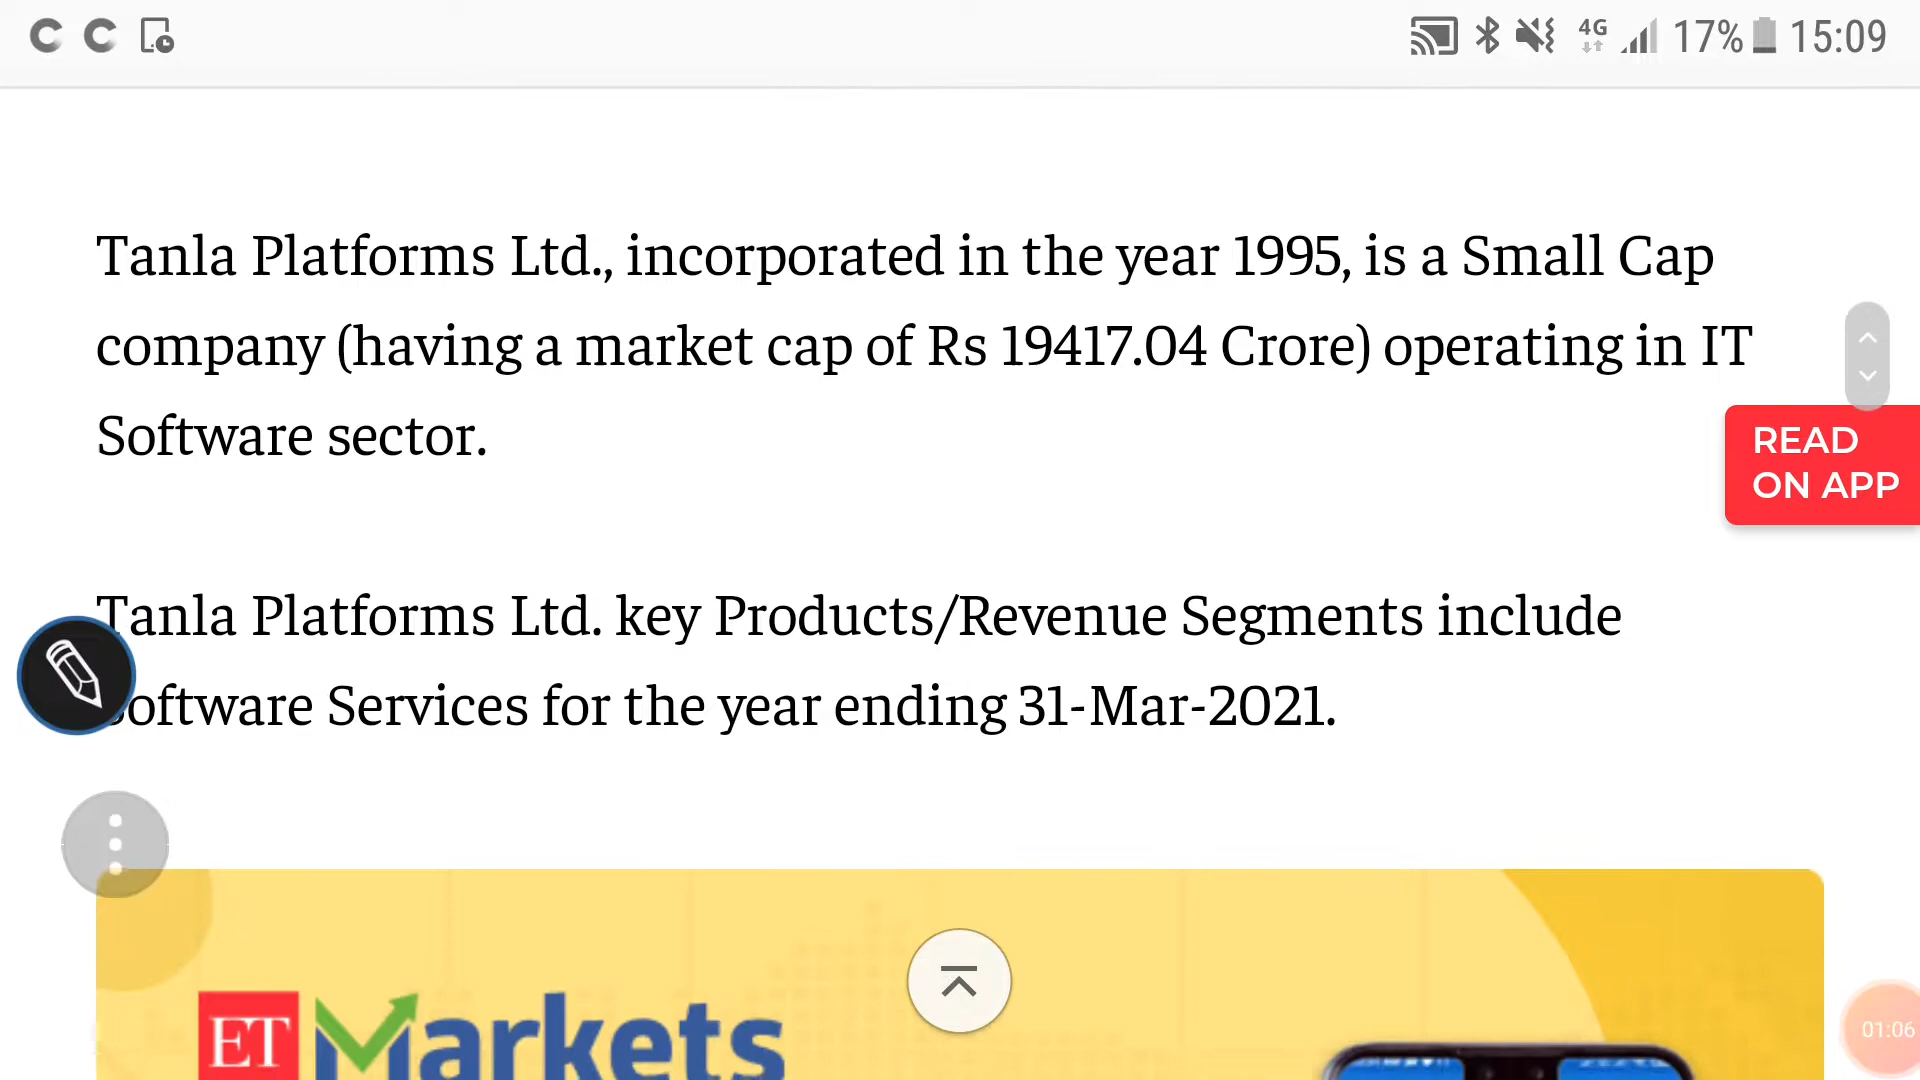 4G 17% 15:09
Tanla Platforms Ltd., incorporated in the year 1995, is a Small Cap
company (having a market cap of Rs 19417.04 Crore) operating in IT
Software sector.
READ
ON APP
Tanla Platforms Ltd. key Products/Revenue Segments include
Software Services for the year ending 31-Mar-2021.
ET Markets
01:06